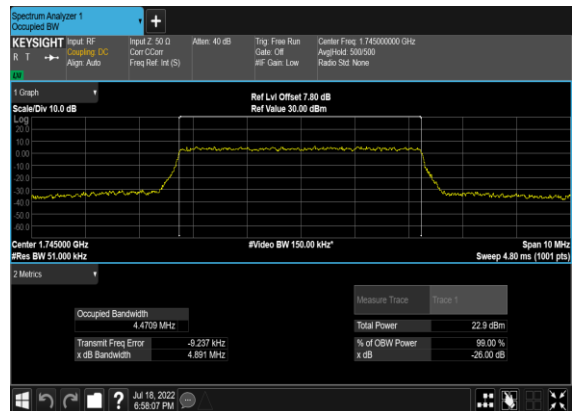 Spectrum Analyzer 1
Occupied BW
+
KEYSIGHT Input: RF Input Z: 50 Ω Atten: 40 dB Trig: Free Run Center Freq: 1.745000000 GHz
R T Coupling: DC Corr CCorr Gate: Off Avg|Hold: 500/500
Align: Auto Freq Ref: Int (S) #IF Gain: Low Radio Std: None
LW
1 Graph
Ref Lvl Offset 7.80 dB
Scale/Div 10.0 dB Ref Value 30.00 dBm
Log
20.0
10.0
0.00
-10.0
-20.0
-30.0
-40.0
-50.0
-60.0
Center 1.745000 GHz #Video BW 150.00 kHz* Span 10 MHz
#Res BW 51.000 kHz Sweep 4.80 ms (1001 pts)
2 Metrics
Measure Trace Trace 1
Occupied Bandwidth
4.4709 MHz Total Power 22.9 dBm
Transmit Freq Error -9.237 kHz % of OBW Power 99.00 %
x dB Bandwidth 4.891 MHz x dB -26.00 dB
? Jul 18, 2022
6:58:07 PM